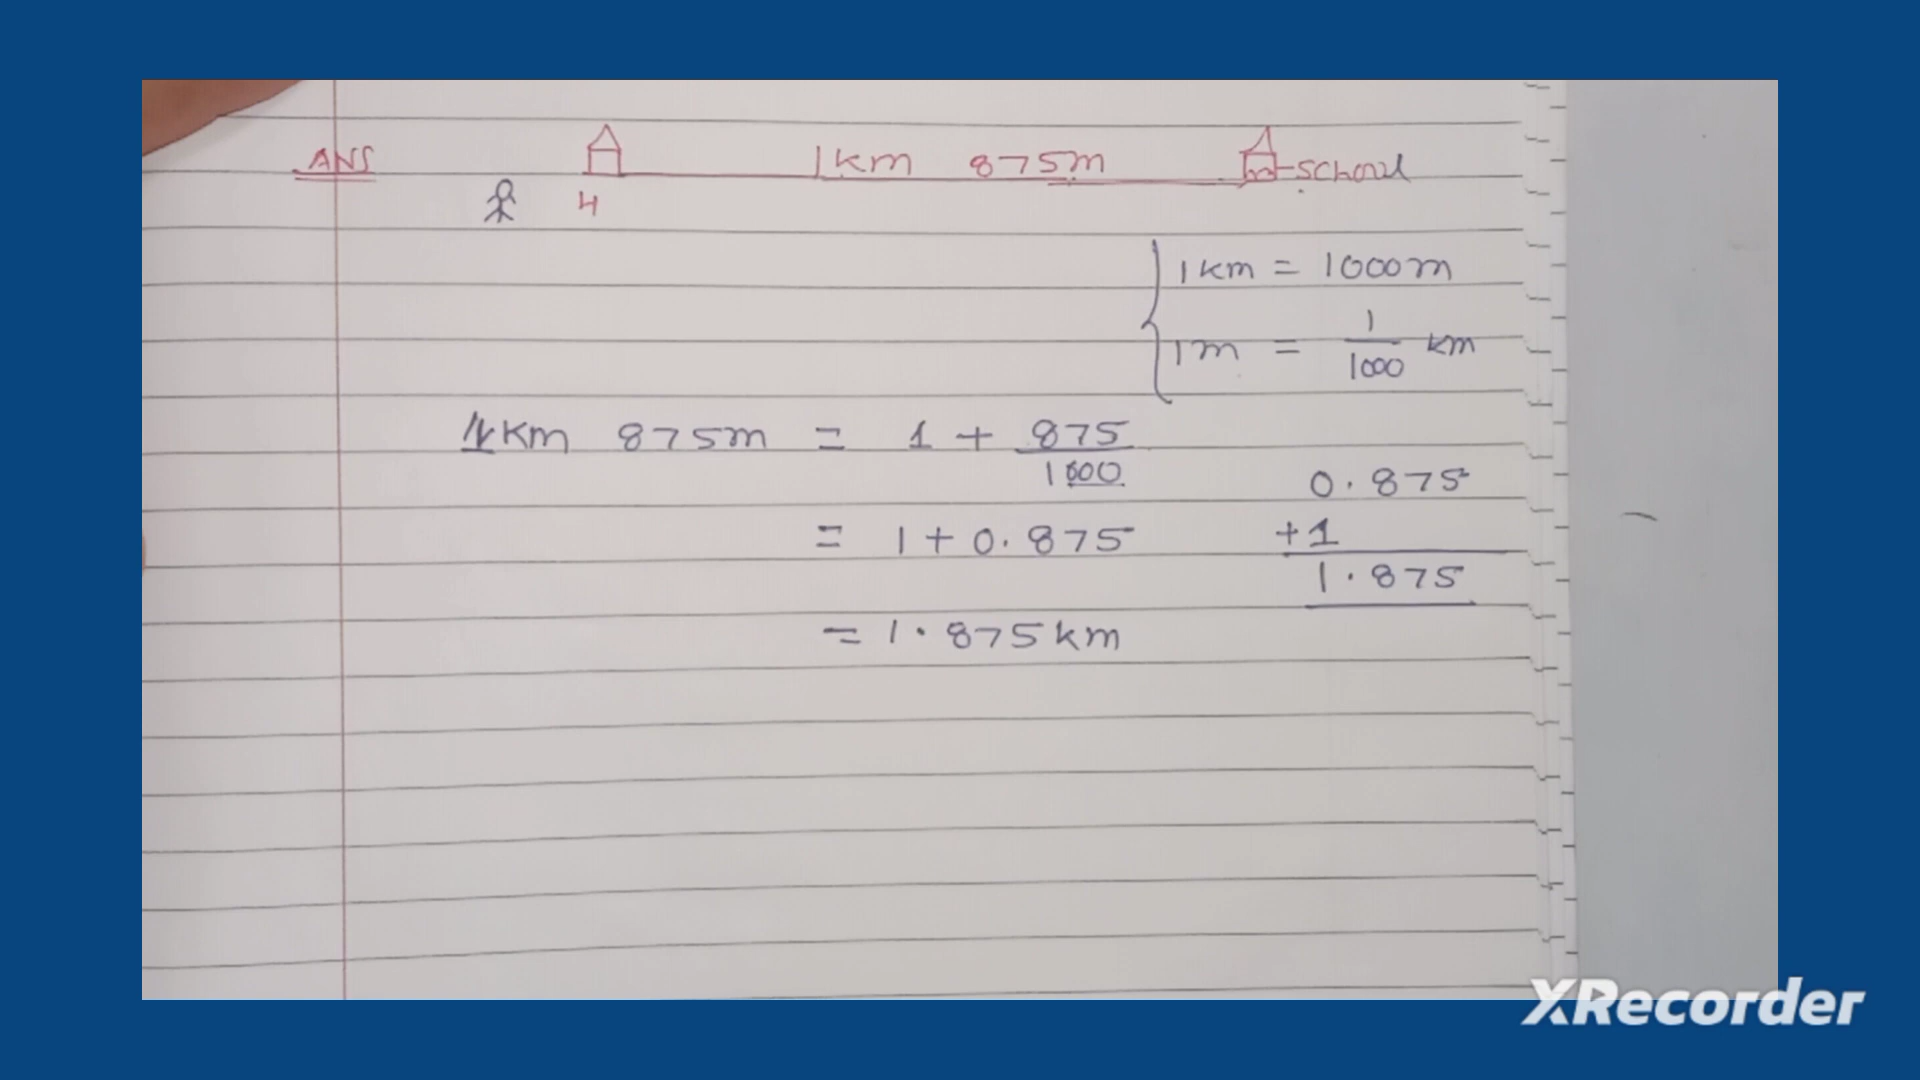 ANS 1km 875m school
H
1km = 1000m
1m = 1/1000 km
1km 875m = 1 + 875/1000
0.875
= 1 + 0.875 +1
1.875
= 1.875km
XRecorder